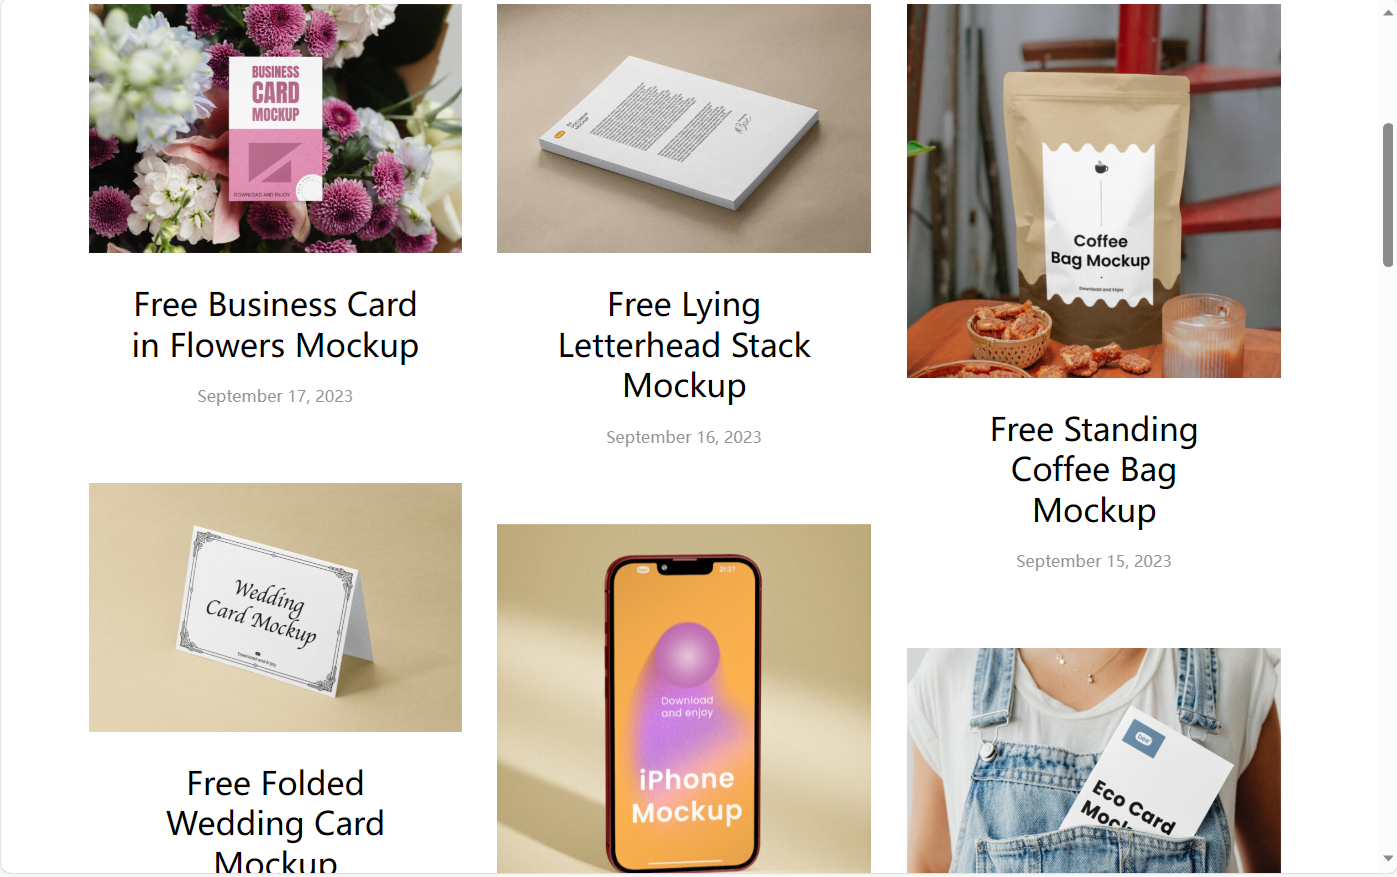 BUSINESS
CARD
MOCKUP
DOWNLOAD AND ENJOY
Free Business Card
in Flowers Mockup
September 17, 2023
Free Lying
Letterhead Stack
Mockup
September 16, 2023
Coffee
Bag Mockup
Download and Enjoy
Free Standing
Coffee Bag
Mockup
September 15, 2023
Wedding
Card Mockup
Download and Enjoy
Free Folded
Wedding Card
Mockup
21:37
Download
and enjoy
iPhone
Mockup
Eco Card